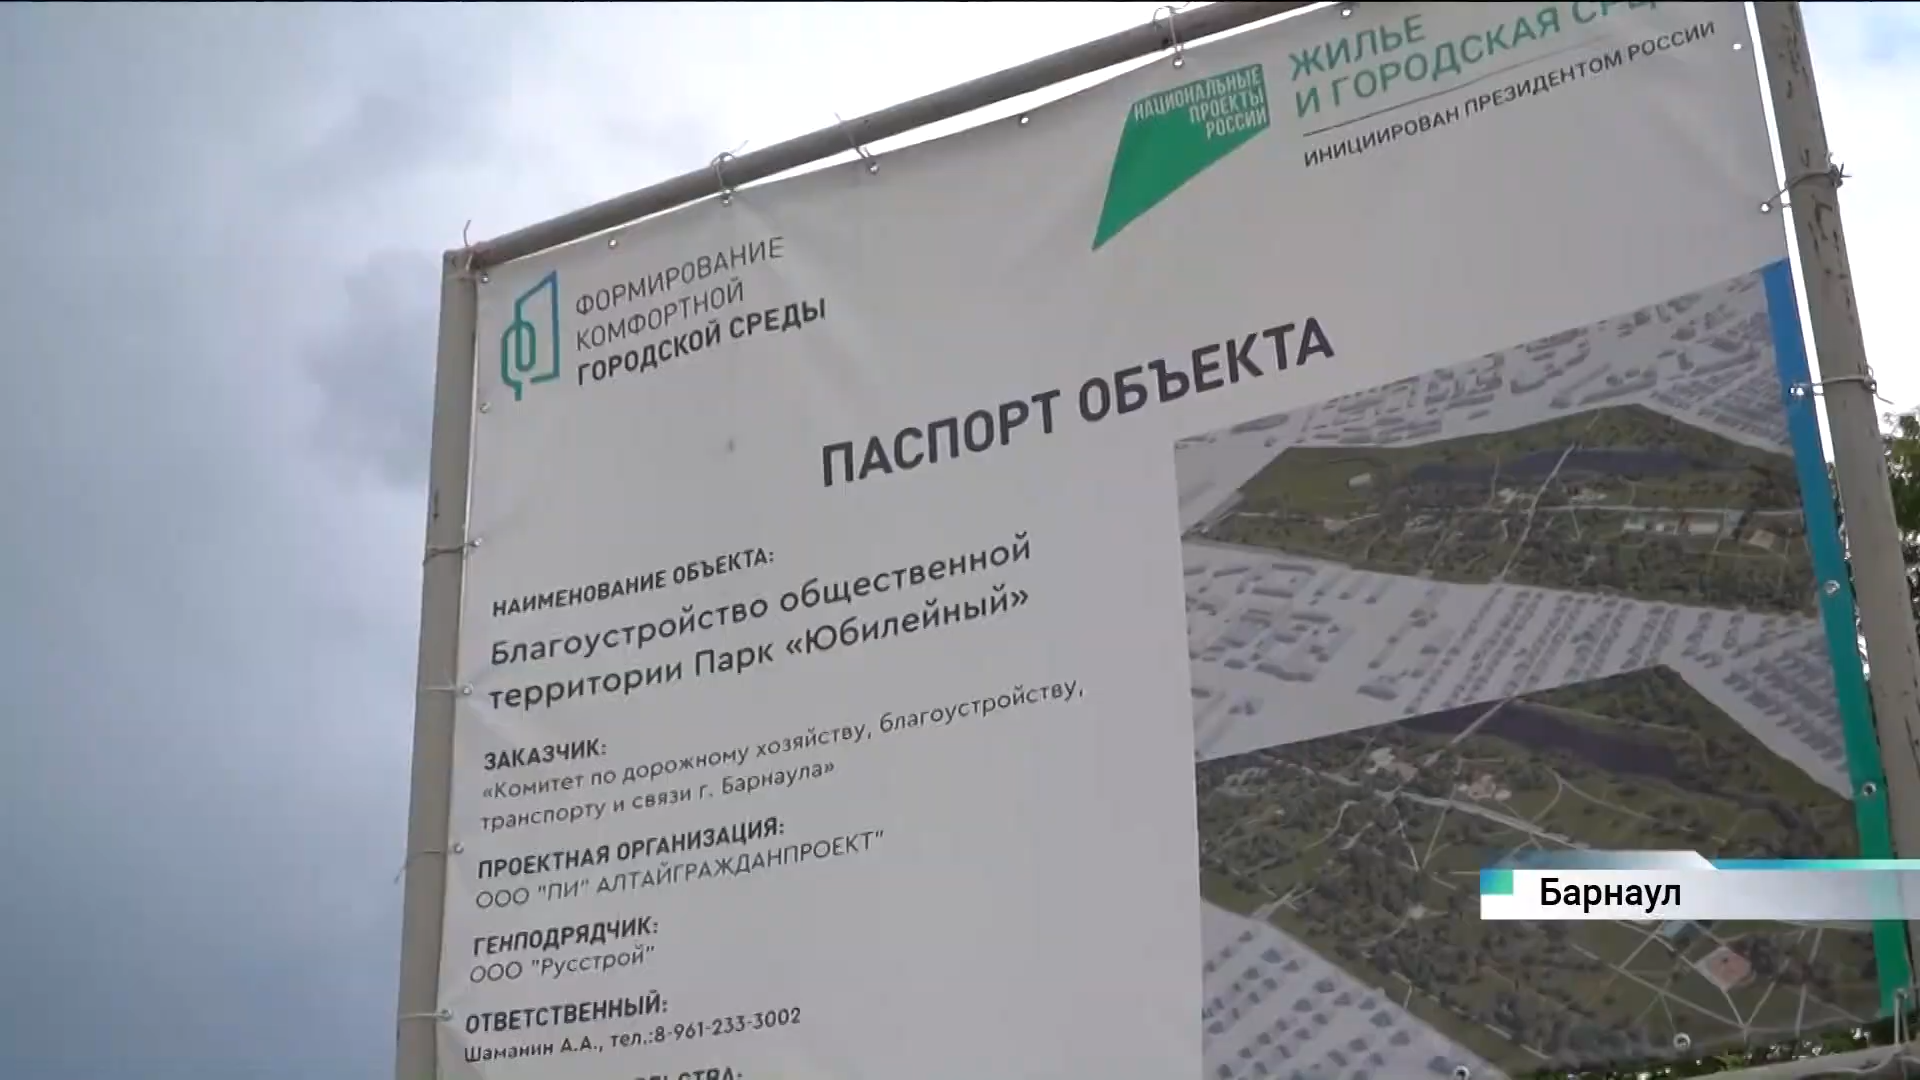 ЖИЛЬЕ
И ГОРОДСКАЯ
ИНИЦИИРОВАН ПРЕЗИДЕНТОМ РОССИИ
НАЦИОНАЛЬНЫЕ
ПРОЕКТЫ
РОССИИ
ФОРМИРОВАНИЕ
КОМФОРТНОЙ
ГОРОДСКОЙ СРЕДЫ
ПАСПОРТ ОБЪЕКТА
НАИМЕНОВАНИЕ ОБЪЕКТА:
Благоустройство общественной
территории Парк «Юбилейный»
ЗАКАЗЧИК:
«Комитет по дорожному хозяйству, благоустройству,
транспорту и связи г. Барнаула»
ПРОЕКТНАЯ ОРГАНИЗАЦИЯ:
ООО "ПИ" АЛТАЙГРАЖДАНПРОЕКТ"
ГЕНПОДРЯДЧИК:
ООО "Русстрой"
ОТВЕТСТВЕННЫЙ:
Шаманин А.А., тел.:8-961-233-3002
Барнаул